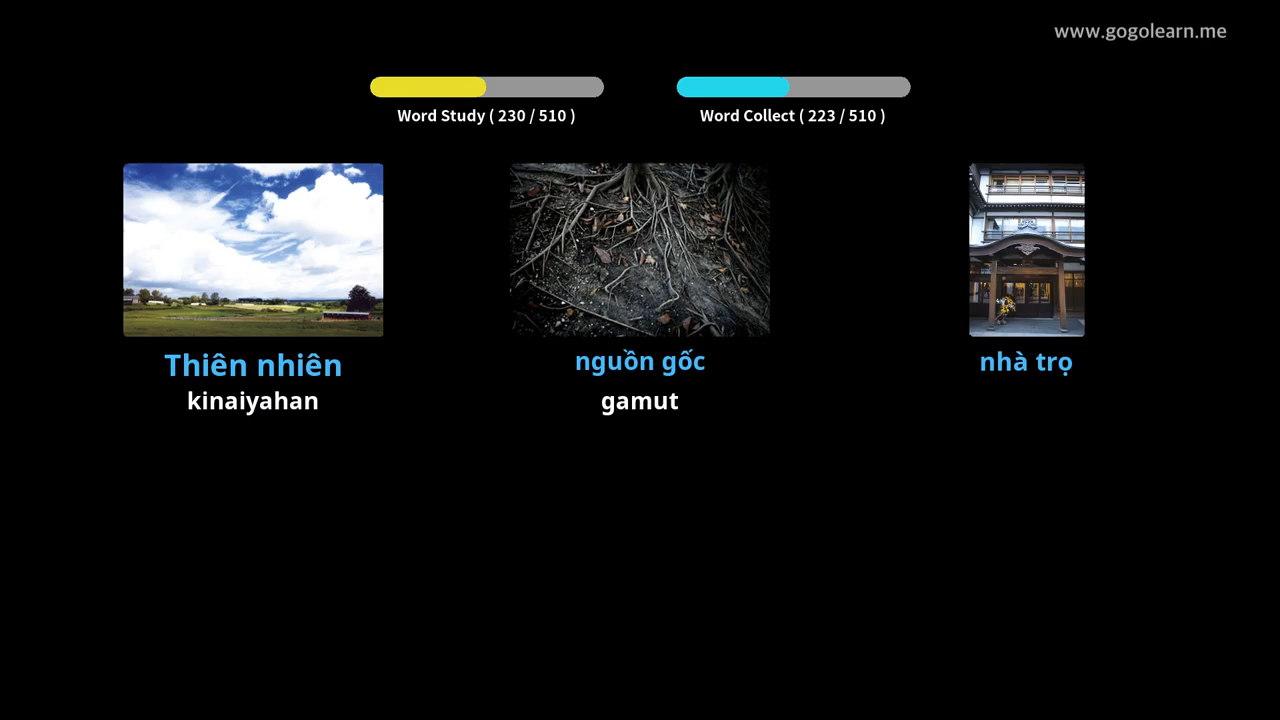 www.gogolearn.me
Word Study ( 230 / 510 )
Word Collect ( 223 / 510 )
Thiên nhiên
kinaiyahan
nguồn gốc
gamut
nhà trọ